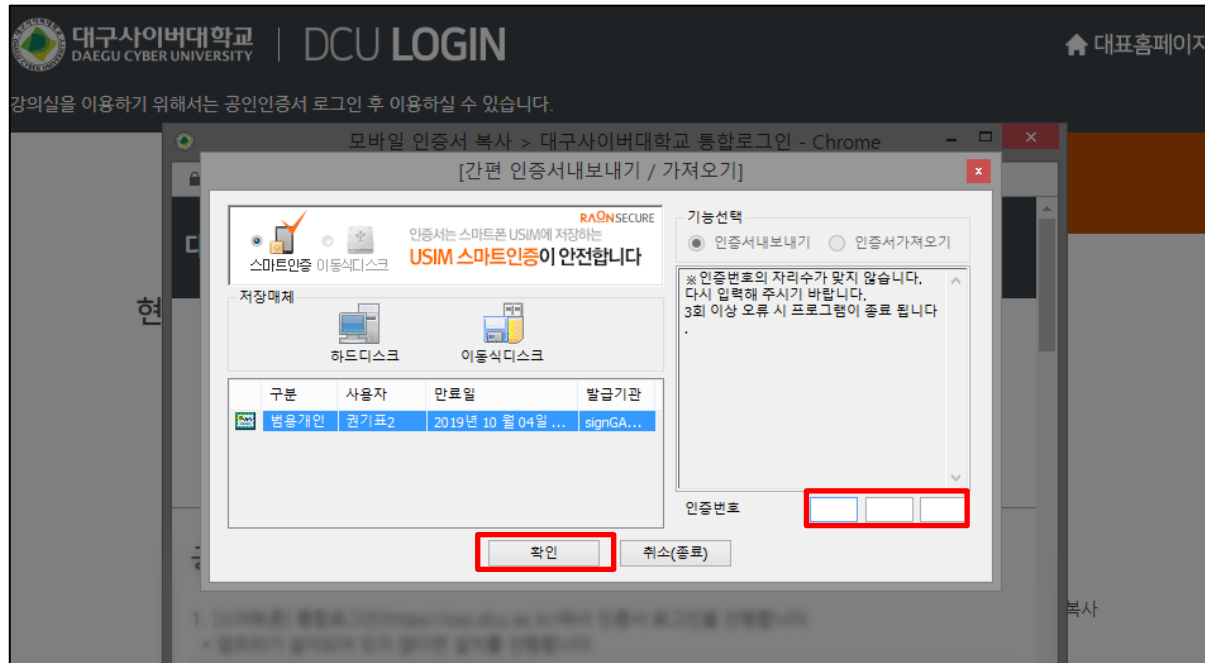 대구사이버대학교
DAEGU CYBER UNIVERSITY
DCU LOGIN
대표홈페이지
강의실을 이용하기 위해서는 공인인증서 로그인 후 이용하실 수 있습니다.
모바일 인증서 복사 > 대구사이버대학교 통합로그인 - Chrome
[간편 인증서내보내기 / 가져오기]
RAONSECURE
인증서는 스마트폰 USIM에 저장하는
USIM 스마트인증이 안전합니다
스마트인증 이동식디스크
기능선택
인증서내보내기 인증서가져오기
저장매체
하드디스크 이동식디스크
※ 인증번호의 자리수가 맞지 않습니다.
다시 입력해 주시기 바랍니다.
3회 이상 오류 시 프로그램이 종료 됩니다
.
구분 사용자 만료일 발급기관
범용개인 권기표2 2019년 10 월 04일 ... signGA...
인증번호
확인 취소(종료)
현
복사